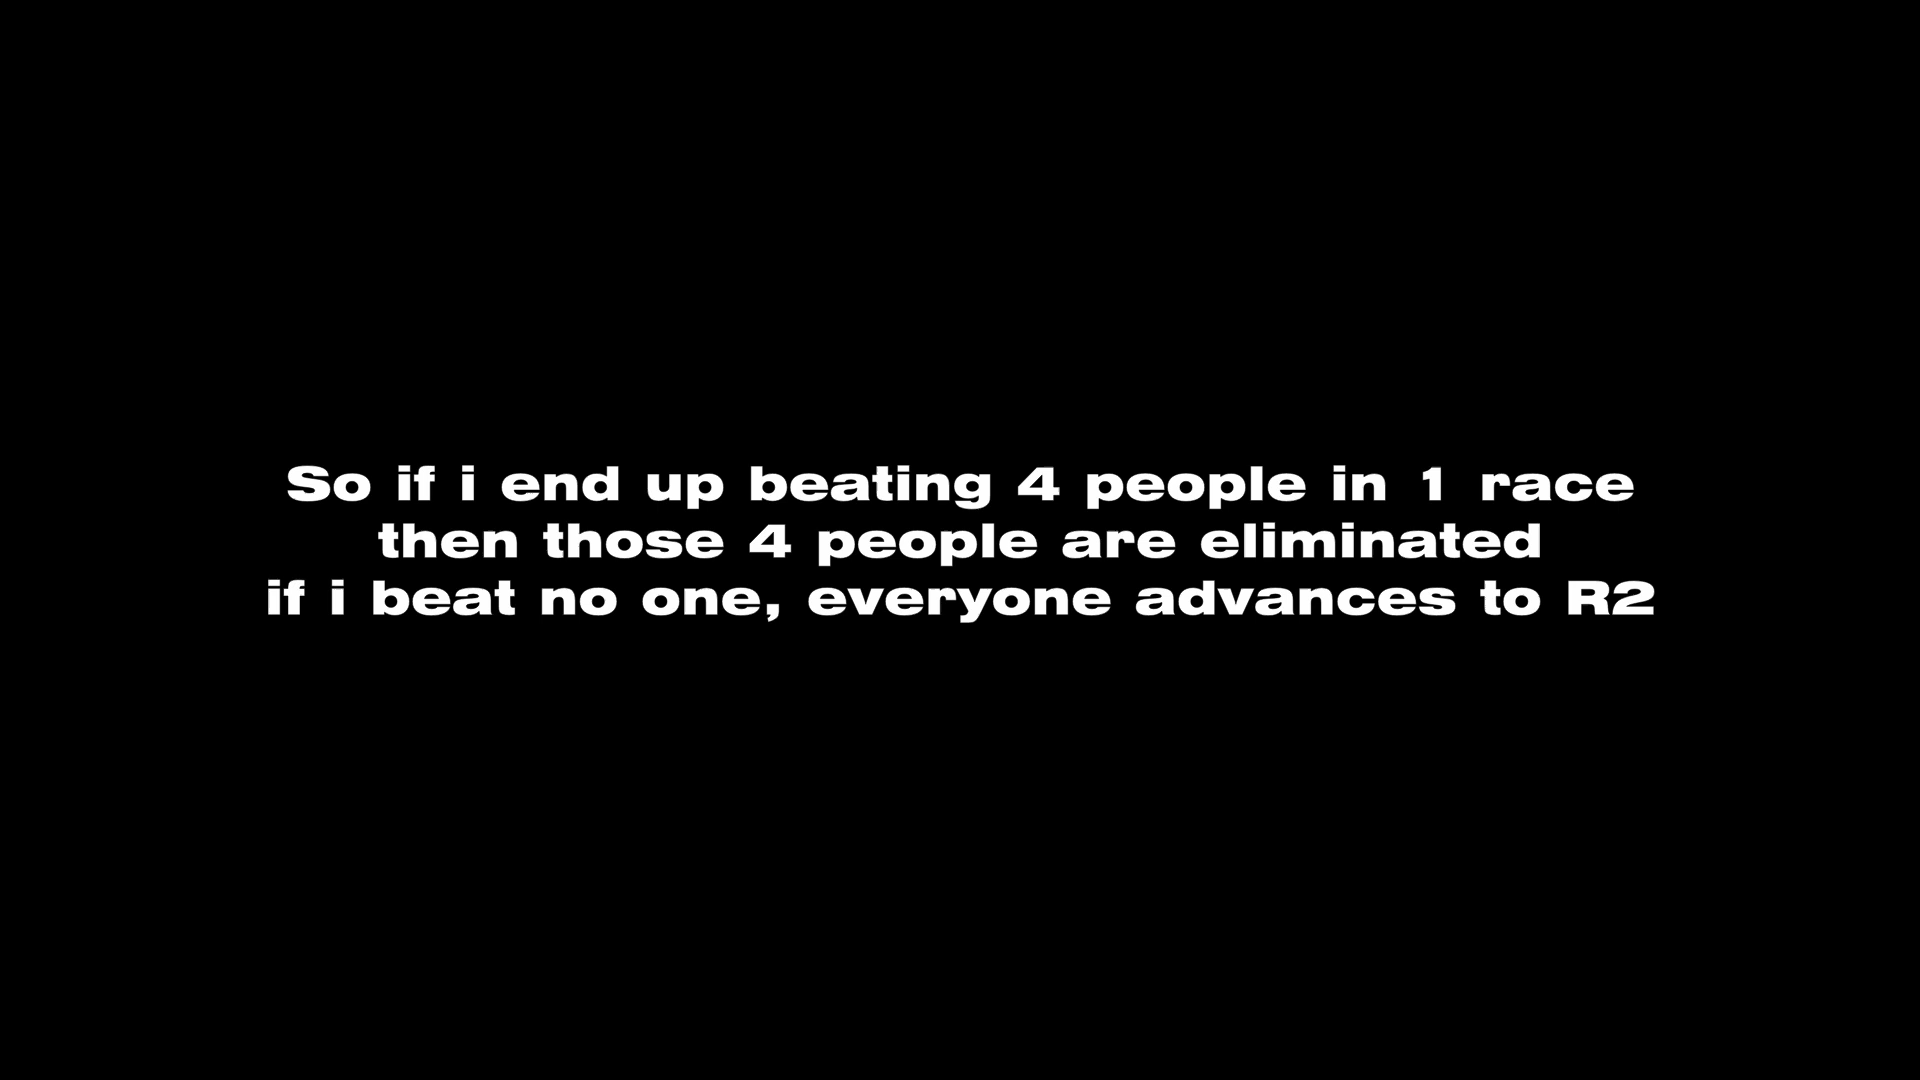 So if i end up beating 4 people in 1 race
then those 4 people are eliminated
if i beat no one, everyone advances to R2